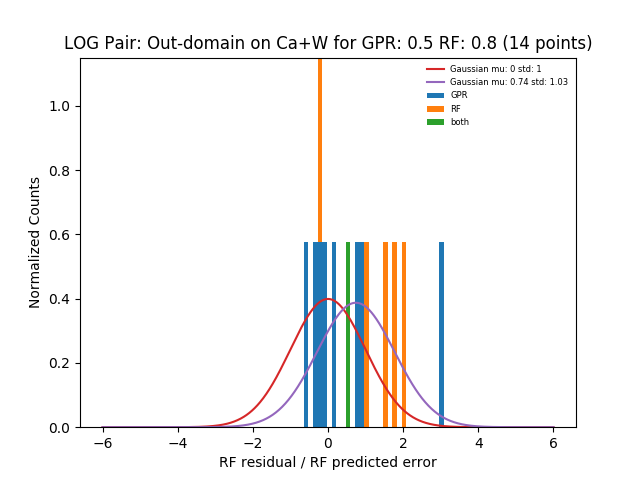 LOG Pair: Out-domain on Ca+W for GPR: 0.5 RF: 0.8 (14 points)
Gaussian mu: 0 std: 1
Gaussian mu: 0.74 std: 1.03
GPR
RF
both
Normalized Counts
1.0
0.8
0.6
0.4
0.2
0.0
−6
−4
−2
0
2
4
6
RF residual / RF predicted error